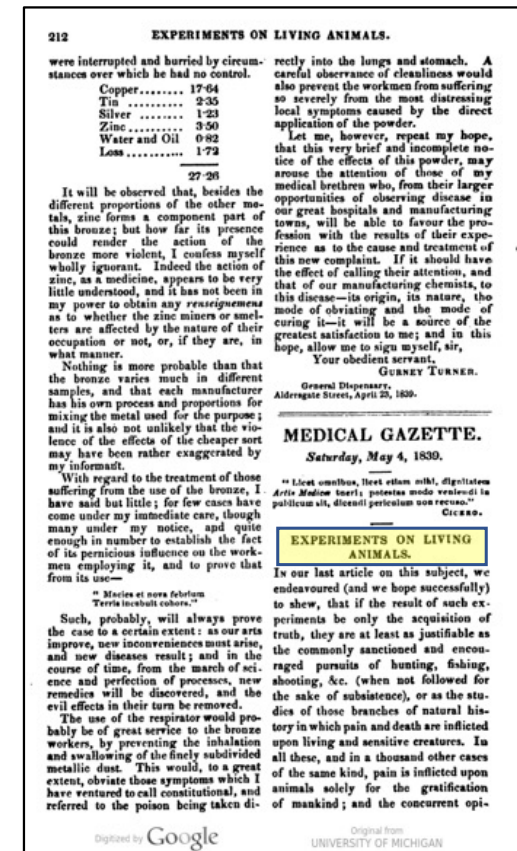 212 EXPERIMENTS ON LIVING ANIMALS.
were interrupted and hurried by circum-
stances over which he had no control.
Copper........ 17·64
Tin .......... 2·35
Silver ........ 1·23
Zinc........... 3·50
Water and Oil 0·82
Loss........... 1·72
27·26
It will be observed that, besides the
different proportions of the other me-
tals, zinc forms a component part of
this bronze; but how far its presence
could render the action of the
bronze more violent, I confess myself
wholly ignorant. Indeed the action of
zinc, as a medicine, appears to be very
little understood, and it has not been in
my power to obtain any renseignemens
as to whether the zinc miners or smel-
ters are affected by the nature of their
occupation or not, or, if they are, in
what manner.
Nothing is more probable than that
the bronze varies much in different
samples, and that each manufacturer
has his own process and proportions for
mixing the metal used for the purpose;
and it is also not unlikely that the vio-
lence of the effects of the cheaper sort
may have been rather exaggerated by
my informant.
With regard to the treatment of those
suffering from the use of the bronze, I
have said but little; for few cases have
come under my immediate care, though
many under my notice, and quite
enough in number to establish the fact
of its pernicious influence on the work-
men employing it, and to prove that
from its use—
" Macies et nova febrium
Terris incubuit cohors."
Such, probably, will always prove
the case to a certain extent: as our arts
improve, new inconveniences must arise,
and new diseases result; and in the
course of time, from the march of sci-
ence and perfection of processes, new
remedies will be discovered, and the
evil effects in their turn be removed.
The use of the respirator would pro-
bably be of great service to the bronze
workers, by preventing the inhalation
and swallowing of the finely subdivided
metallic dust. This would, to a great
extent, obviate those symptoms which I
have ventured to call constitutional, and
referred to the poison being taken di-
rectly into the lungs and stomach. A
careful observance of cleanliness would
also prevent the workmen from suffering
so severely from the most distressing
local symptoms caused by the direct
application of the powder.
Let me, however, repeat my hope,
that this very brief and incomplete no-
tice of the effects of this powder, may
arouse the attention of those of my
medical brethren who, from their larger
opportunities of observing disease in
our great hospitals and manufacturing
towns, will be able to favour the pro-
fession with the results of their expe-
rience as to the cause and treatment of
this new complaint. If it should have
the effect of calling their attention, and
that of our manufacturing chemists, to
this disease—its origin, its nature, the
mode of obviating and the mode of
curing it—it will be a source of the
greatest satisfaction to me; and in this
hope, allow me to sign myself, sir,
Your obedient servant,
GURNEY TURNER.
General Dispensary,
Aldersgate Street, April 23, 1839.
MEDICAL GAZETTE.
Saturday, May 4, 1839.
" Licet omnibus, licet etiam mihi, dignitatem
Artis Medicæ tueri; potestas modo veniendi in
publicum sit, dicendi periculum non recuso."
CICERO.
EXPERIMENTS ON LIVING
ANIMALS.
IN our last article on this subject, we
endeavoured (and we hope successfully)
to shew, that if the result of such ex-
periments be only the acquisition of
truth, they are at least as justifiable as
the commonly sanctioned and encou-
raged pursuits of hunting, fishing,
shooting, &c. (when not followed for
the sake of subsistence), or as the stu-
dies of those branches of natural his-
tory in which pain and death are inflicted
upon living and sensitive creatures. In
all these, and in a thousand other cases
of the same kind, pain is inflicted upon
animals solely for the gratification
of mankind; and the concurrent opi-
Digitized by Google
Original from
UNIVERSITY OF MICHIGAN